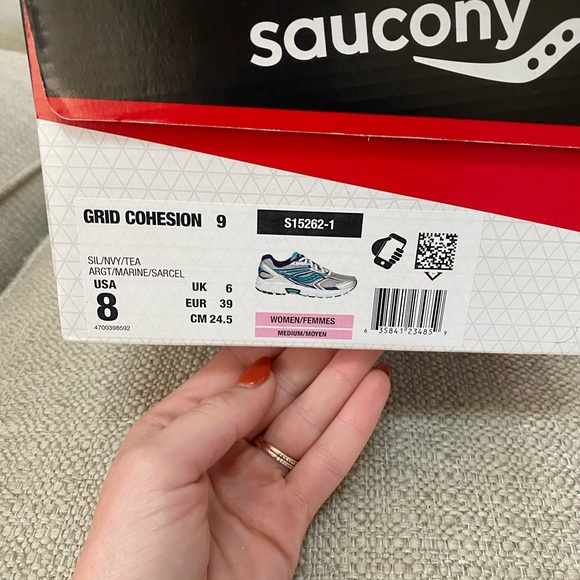 saucony
GRID COHESION 9
S15262-1
SIL/NVY/TEA
ARGT/MARINE/SARCEL
USA
8
4700398592
UK 6
EUR 39
CM 24.5
WOMEN/FEMMES
MEDIUM/MOYEN
6 35841 23485 9